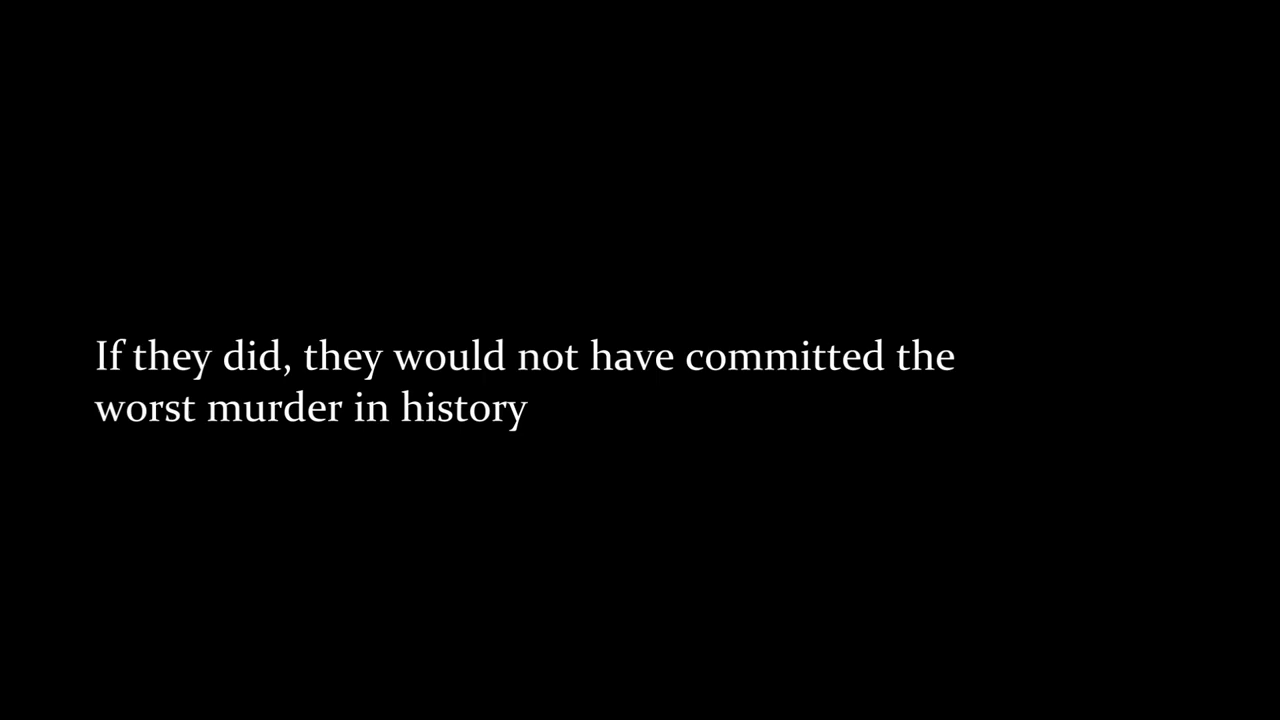 If they did, they would not have committed the
worst murder in history